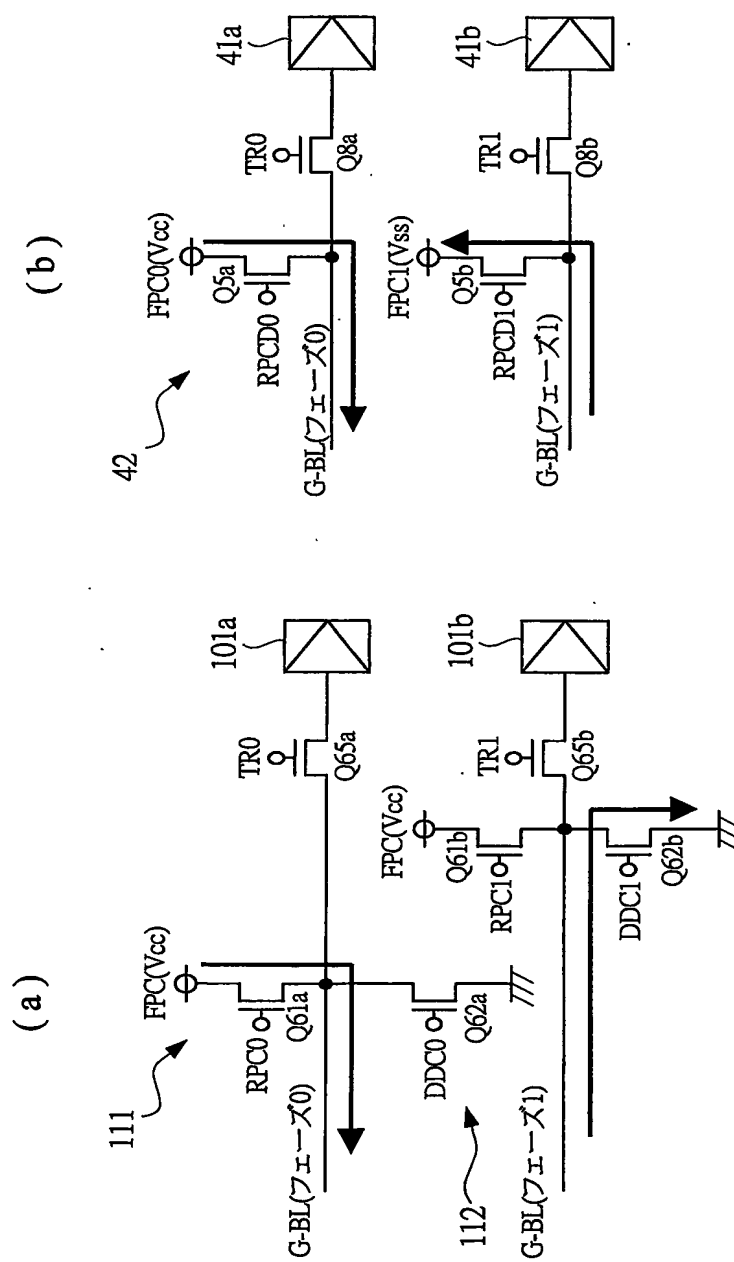 (a)
111
FPC(Vcc)
RPC0
Q61a
TR0
Q65a
101a
G-BL(フェーズ0)
DDC0
Q62a
112
FPC(Vcc)
RPC1
Q61b
TR1
Q65b
101b
G-BL(フェーズ1)
DDC1
Q62b
(b)
42
FPC0(Vcc)
Q5a
RPCD0
TR0
Q8a
41a
G-BL(フェーズ0)
FPC1(Vss)
Q5b
RPCD1
TR1
Q8b
41b
G-BL(フェーズ1)